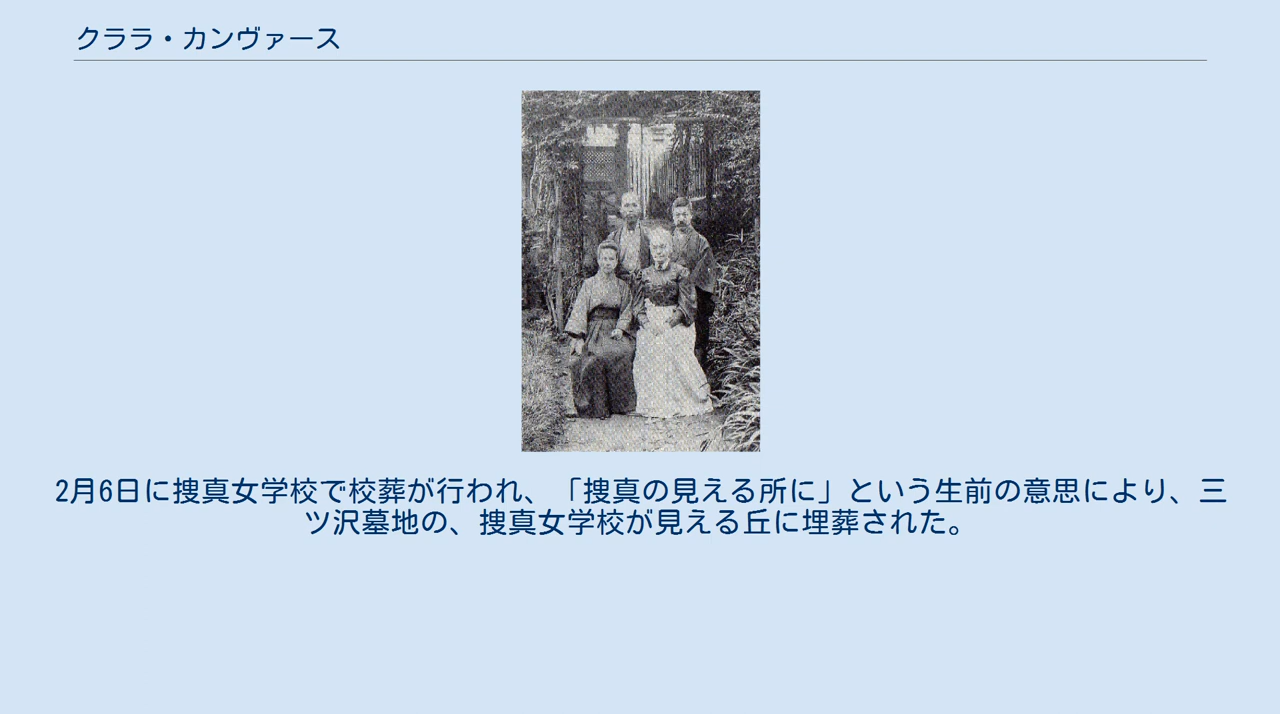 クララ・カンヴァース
2月6日に捜真女学校で校葬が行われ、「捜真の見える所に」という生前の意思により、三
ツ沢墓地の、捜真女学校が見える丘に埋葬された。